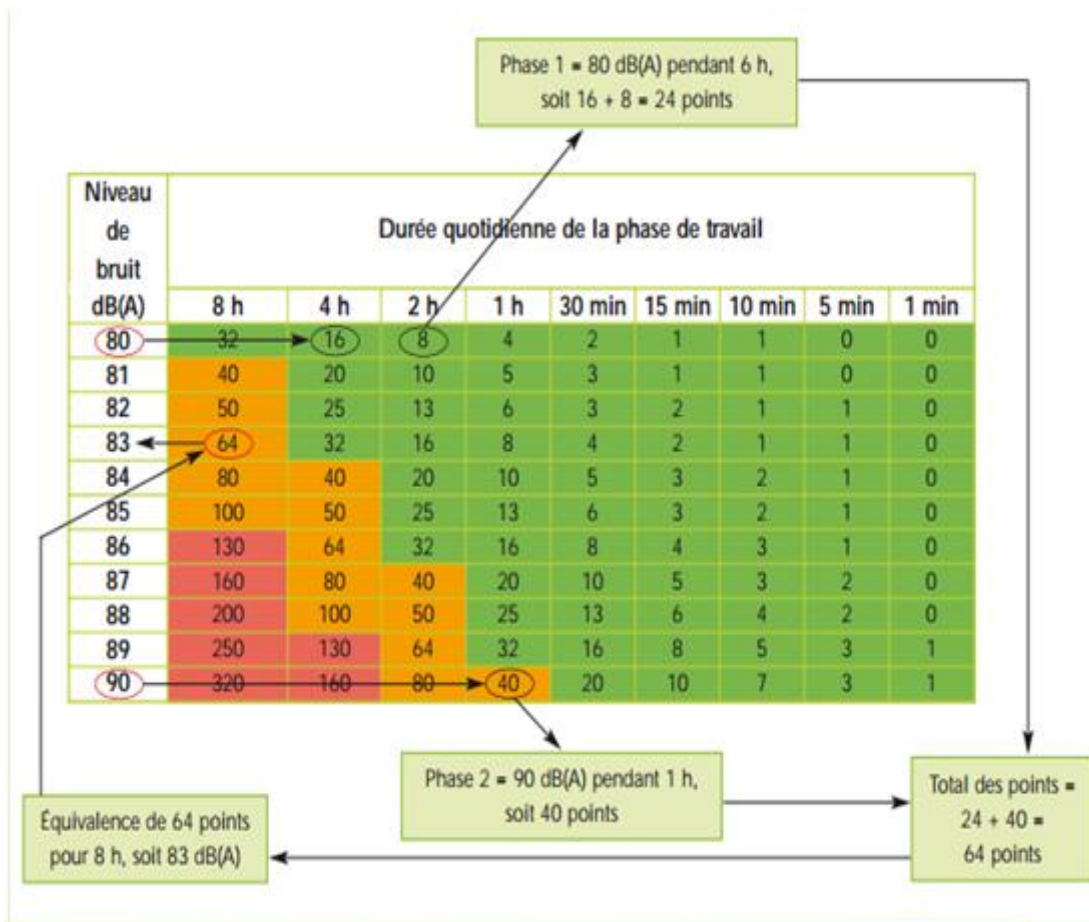 Phase 1 = 80 dB(A) pendant 6 h,
soit 16 + 8 = 24 points
Niveau
de
bruit
dB(A)
Durée quotidienne de la phase de travail
8 h 4 h 2 h 1 h 30 min 15 min 10 min 5 min 1 min
80 32 16 8 4 2 1 1 0 0
81 40 20 10 5 3 1 1 0 0
82 50 25 13 6 3 2 1 1 0
83 64 32 16 8 4 2 1 1 0
84 80 40 20 10 5 3 2 1 0
85 100 50 25 13 6 3 2 1 0
86 130 64 32 16 8 4 3 1 0
87 160 80 40 20 10 5 3 2 0
88 200 100 50 25 13 6 4 2 0
89 250 130 64 32 16 8 5 3 1
90 320 160 80 40 20 10 7 3 1
Phase 2 = 90 dB(A) pendant 1 h,
soit 40 points
Total des points =
24 + 40 =
64 points
Équivalence de 64 points
pour 8 h, soit 83 dB(A)